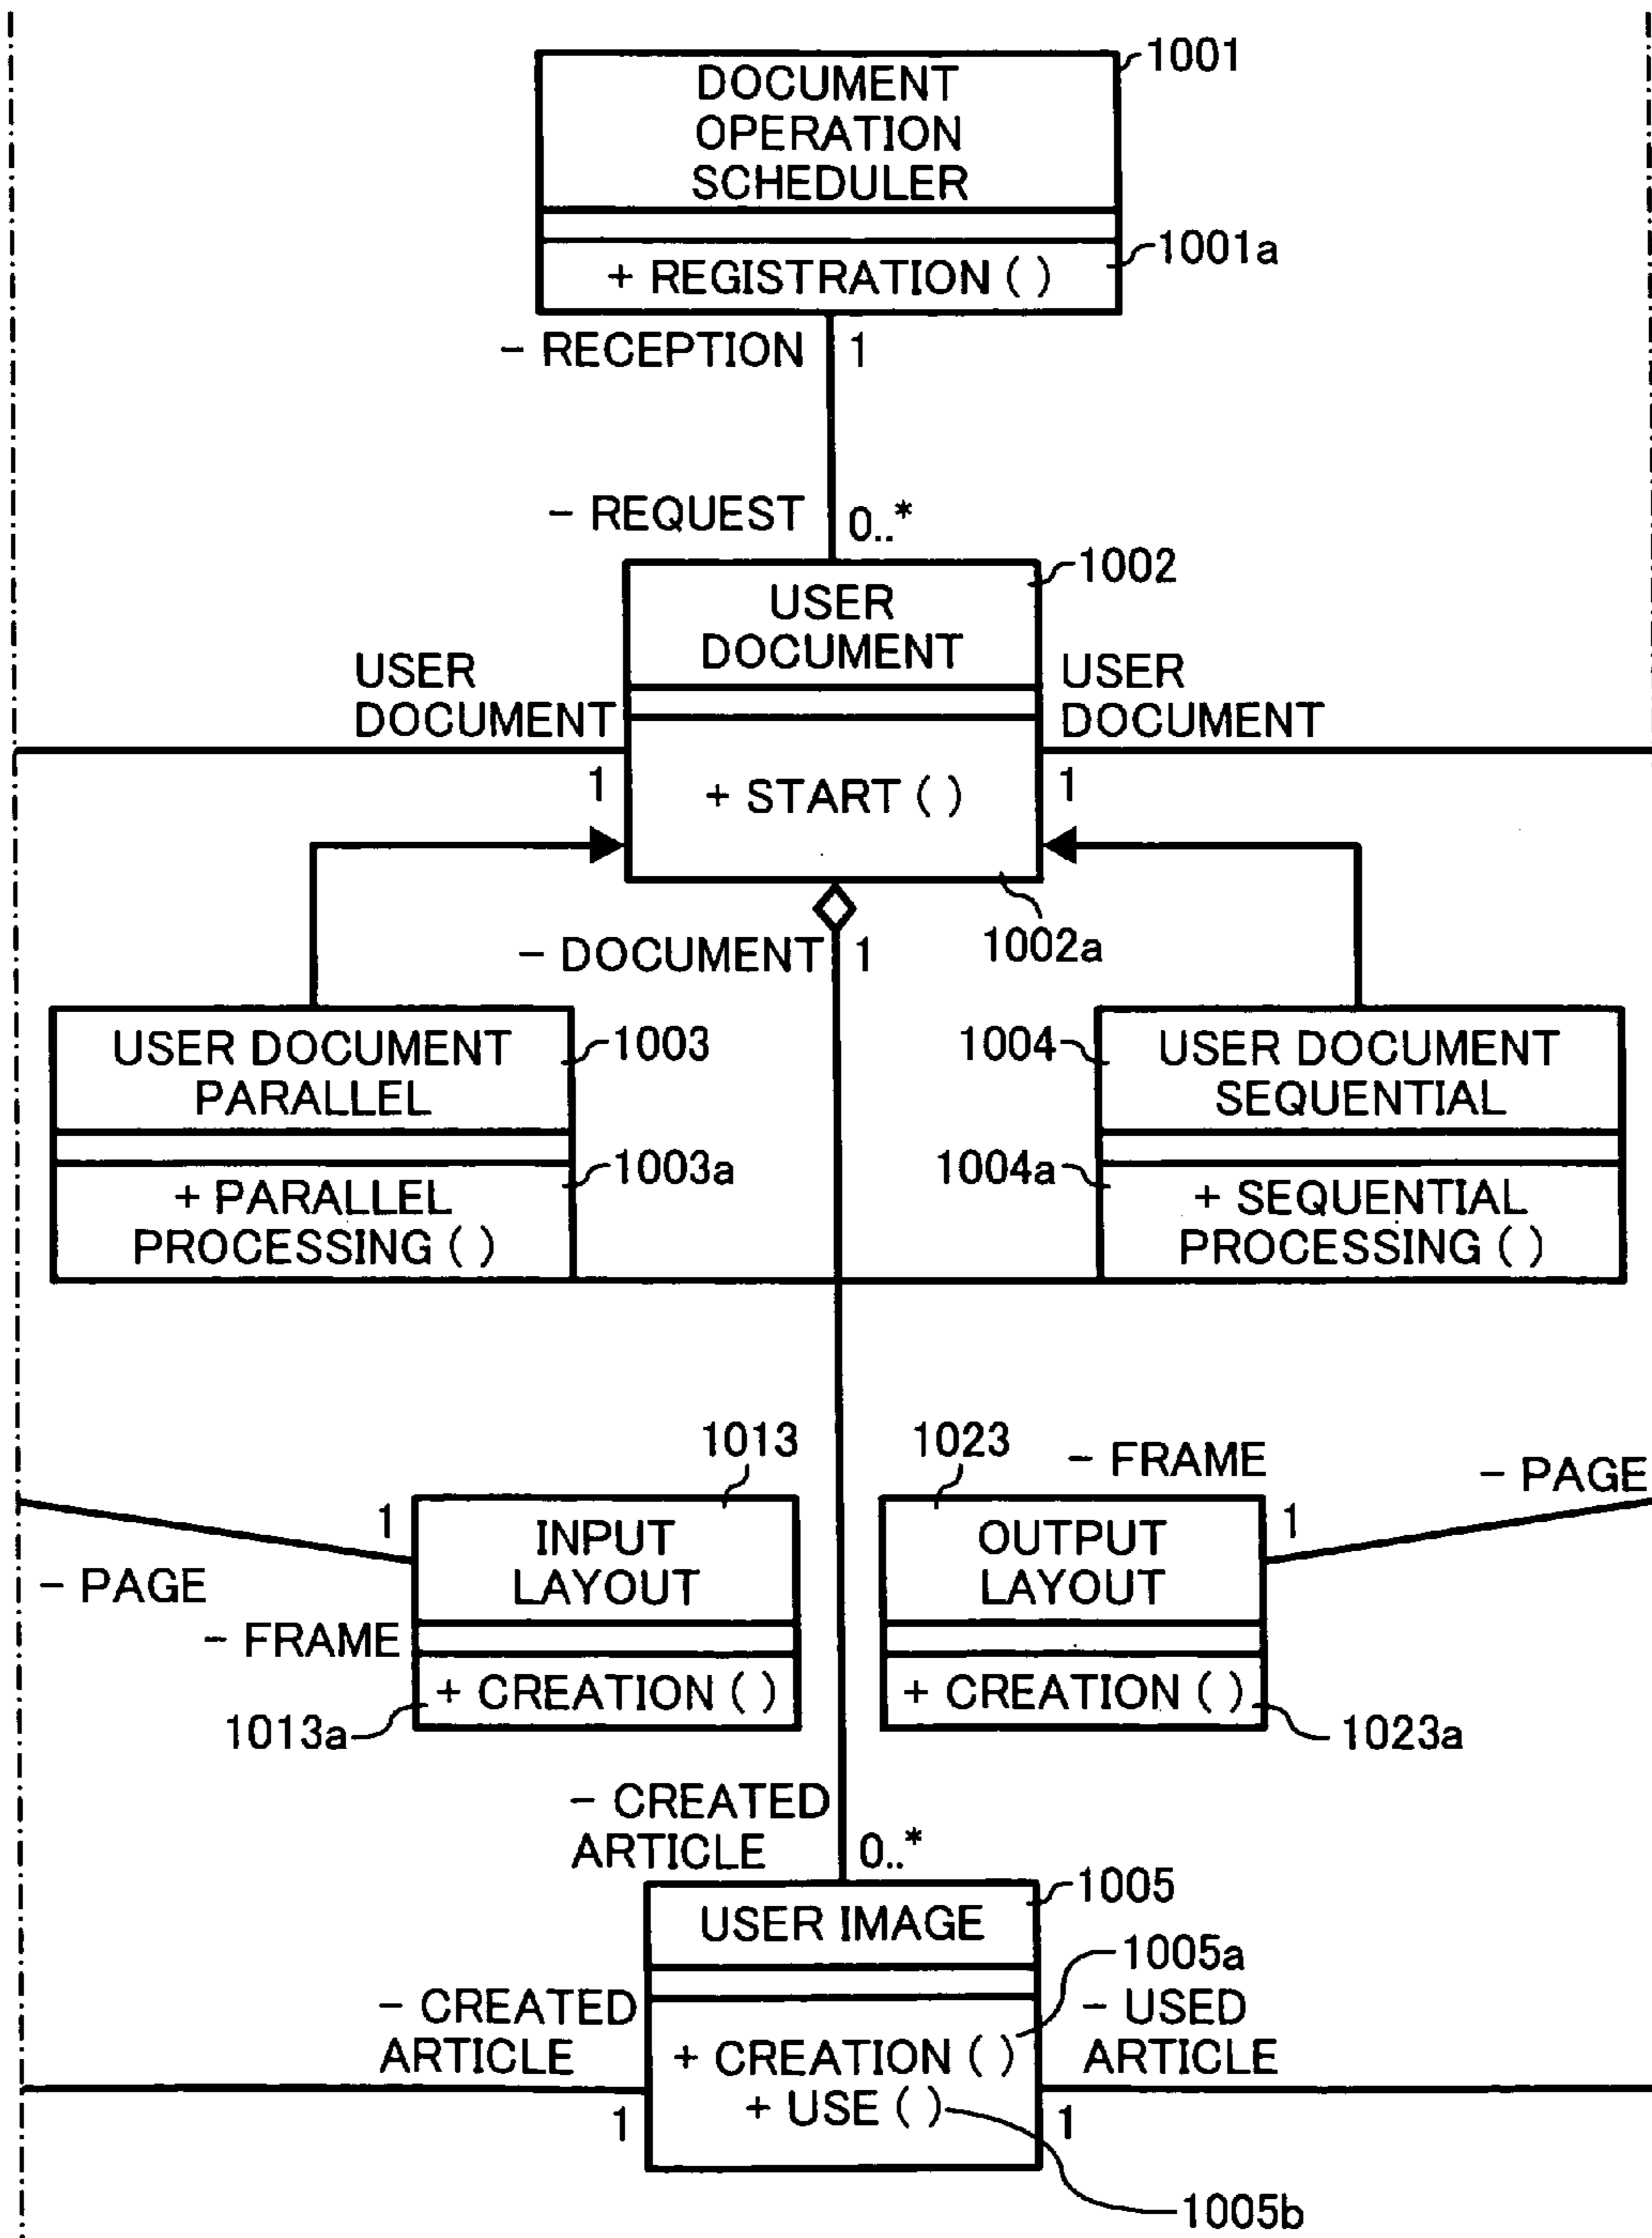 1001
DOCUMENT
OPERATION
SCHEDULER
1001a
+ REGISTRATION ( )
– RECEPTION
1
– REQUEST
0..*
1002
USER
DOCUMENT
USER
DOCUMENT
1
USER
DOCUMENT
1
+ START ( )
1002a
– DOCUMENT
1
USER DOCUMENT
PARALLEL
1003
1004
USER DOCUMENT
SEQUENTIAL
1003a
+ PARALLEL
PROCESSING ( )
1004a
+ SEQUENTIAL
PROCESSING ( )
1013
1023
– FRAME
– PAGE
1
INPUT
LAYOUT
OUTPUT
LAYOUT
1
– PAGE
– FRAME
+ CREATION ( )
+ CREATION ( )
1013a
1023a
– CREATED
ARTICLE
0..*
1005
USER IMAGE
1005a
– CREATED
ARTICLE
– USED
ARTICLE
+ CREATION ( )
+ USE ( )
1
1
1005b